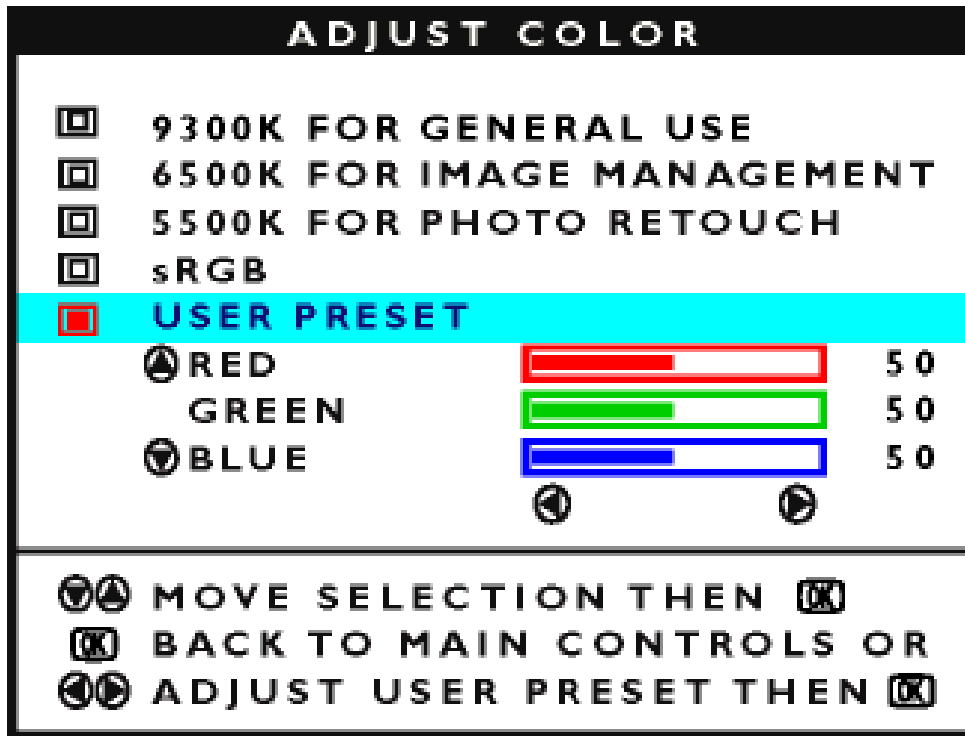 ADJUST COLOR
9300K FOR GENERAL USE
6500K FOR IMAGE MANAGEMENT
5500K FOR PHOTO RETOUCH
sRGB
USER PRESET
RED 50
GREEN 50
BLUE 50
MOVE SELECTION THEN OK
OK BACK TO MAIN CONTROLS OR
ADJUST USER PRESET THEN OK